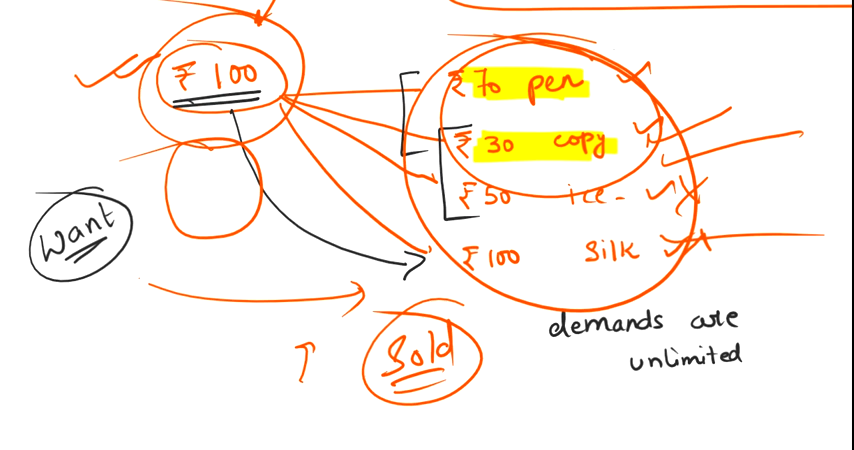 ₹ 100
₹ 70 pen
₹ 30 copy
₹ 50 ice-
₹ 100 Silk
Want
Sold
demands are
unlimited